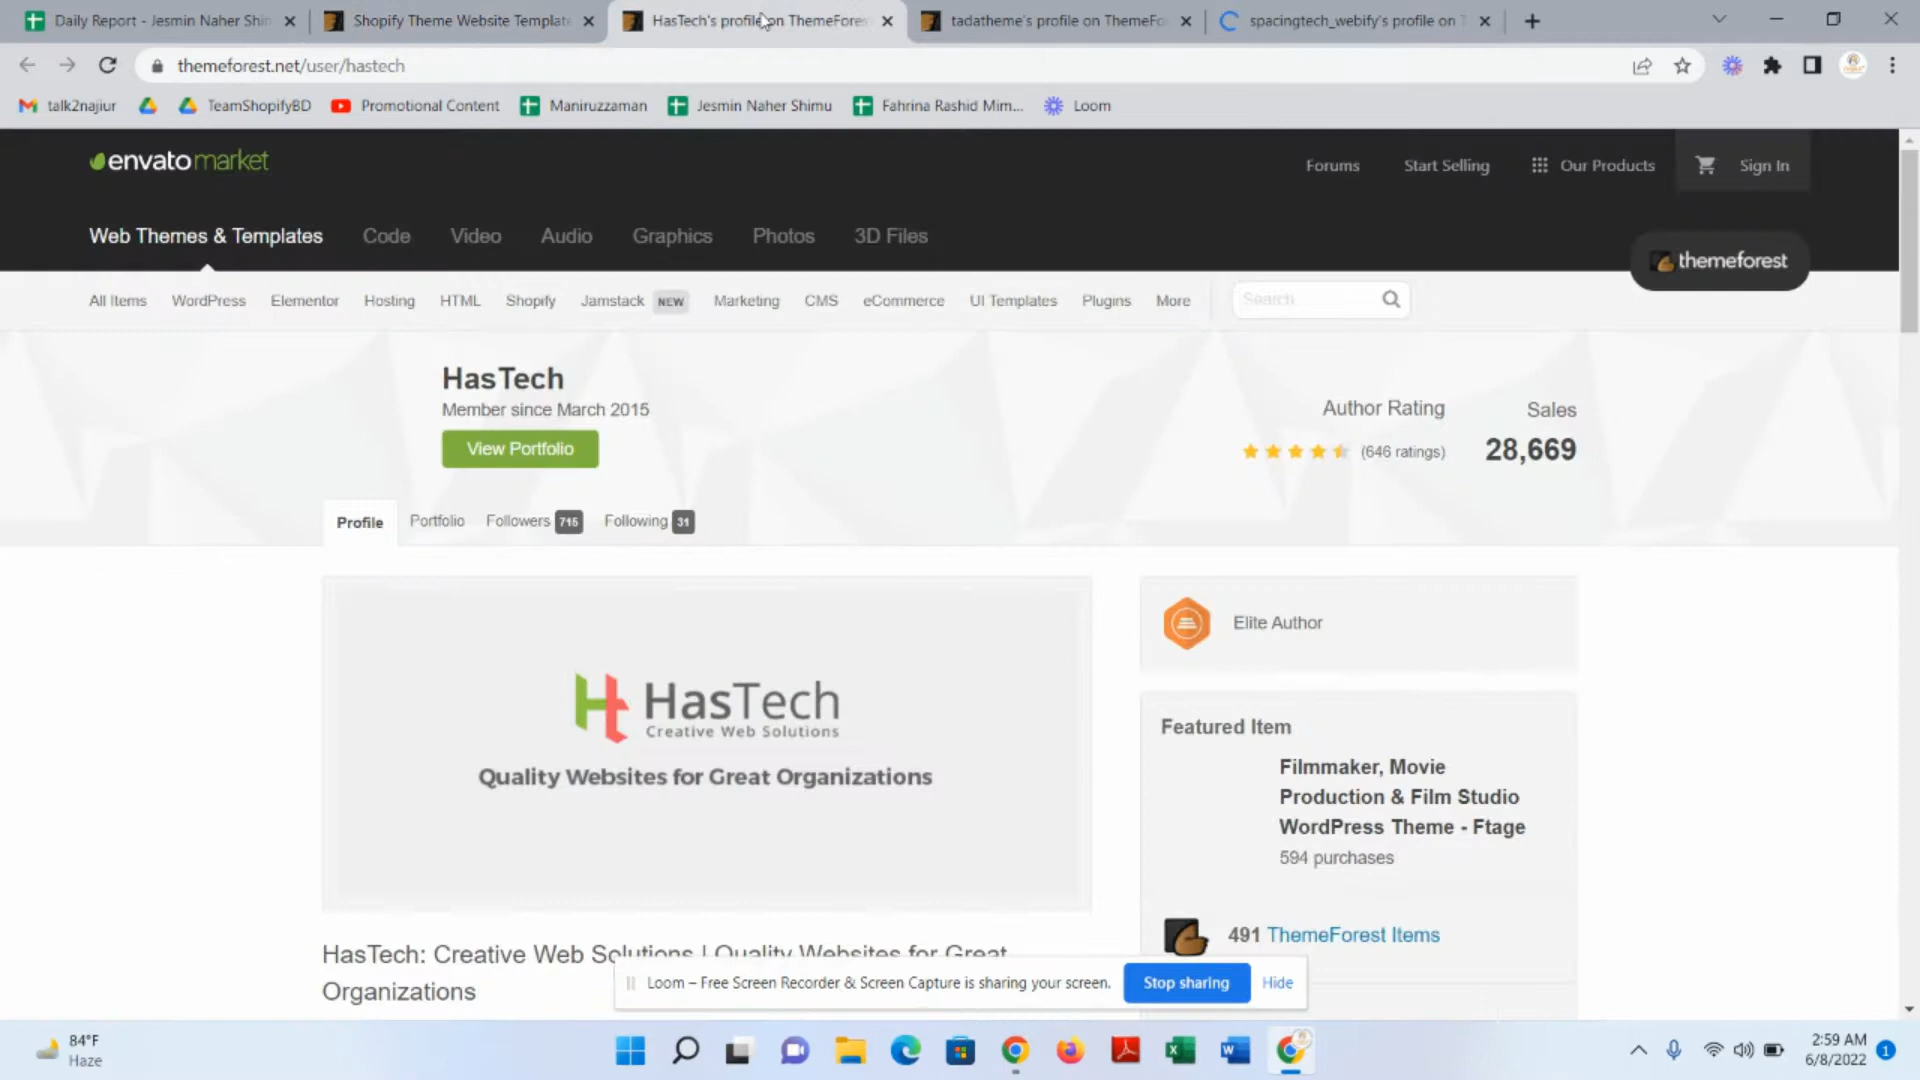 Daily Report - Jesmin Naher Shi
Shopify Theme Website Templat
HasTech's profile on ThemeFores
tadatheme's profile on ThemeFo
spacingtech_webify's profile on T
themeforest.net/user/hastech
talk2najiur
TeamShopifyBD
Promotional Content
Maniruzzaman
Jesmin Naher Shimu
Fahrina Rashid Mim...
Loom
envatomarket
Forums
Start Selling
Our Products
Sign In
Web Themes & Templates
Code
Video
Audio
Graphics
Photos
3D Files
themeforest
All Items
WordPress
Elementor
Hosting
HTML
Shopify
Jamstack NEW
Marketing
CMS
eCommerce
UI Templates
Plugins
More
Search
HasTech
Member since March 2015
View Portfolio
Author Rating
(646 ratings)
Sales
28,669
Profile
Portfolio
Followers 715
Following 31
HasTech
Creative Web Solutions
Quality Websites for Great Organizations
Elite Author
Featured Item
Filmmaker, Movie
Production & Film Studio
WordPress Theme - Ftage
594 purchases
491 ThemeForest Items
HasTech: Creative Web Solutions | Quality Websites for Great
Organizations
Loom – Free Screen Recorder & Screen Capture is sharing your screen.
Stop sharing
Hide
84°F
Haze
2:59 AM
6/8/2022
1